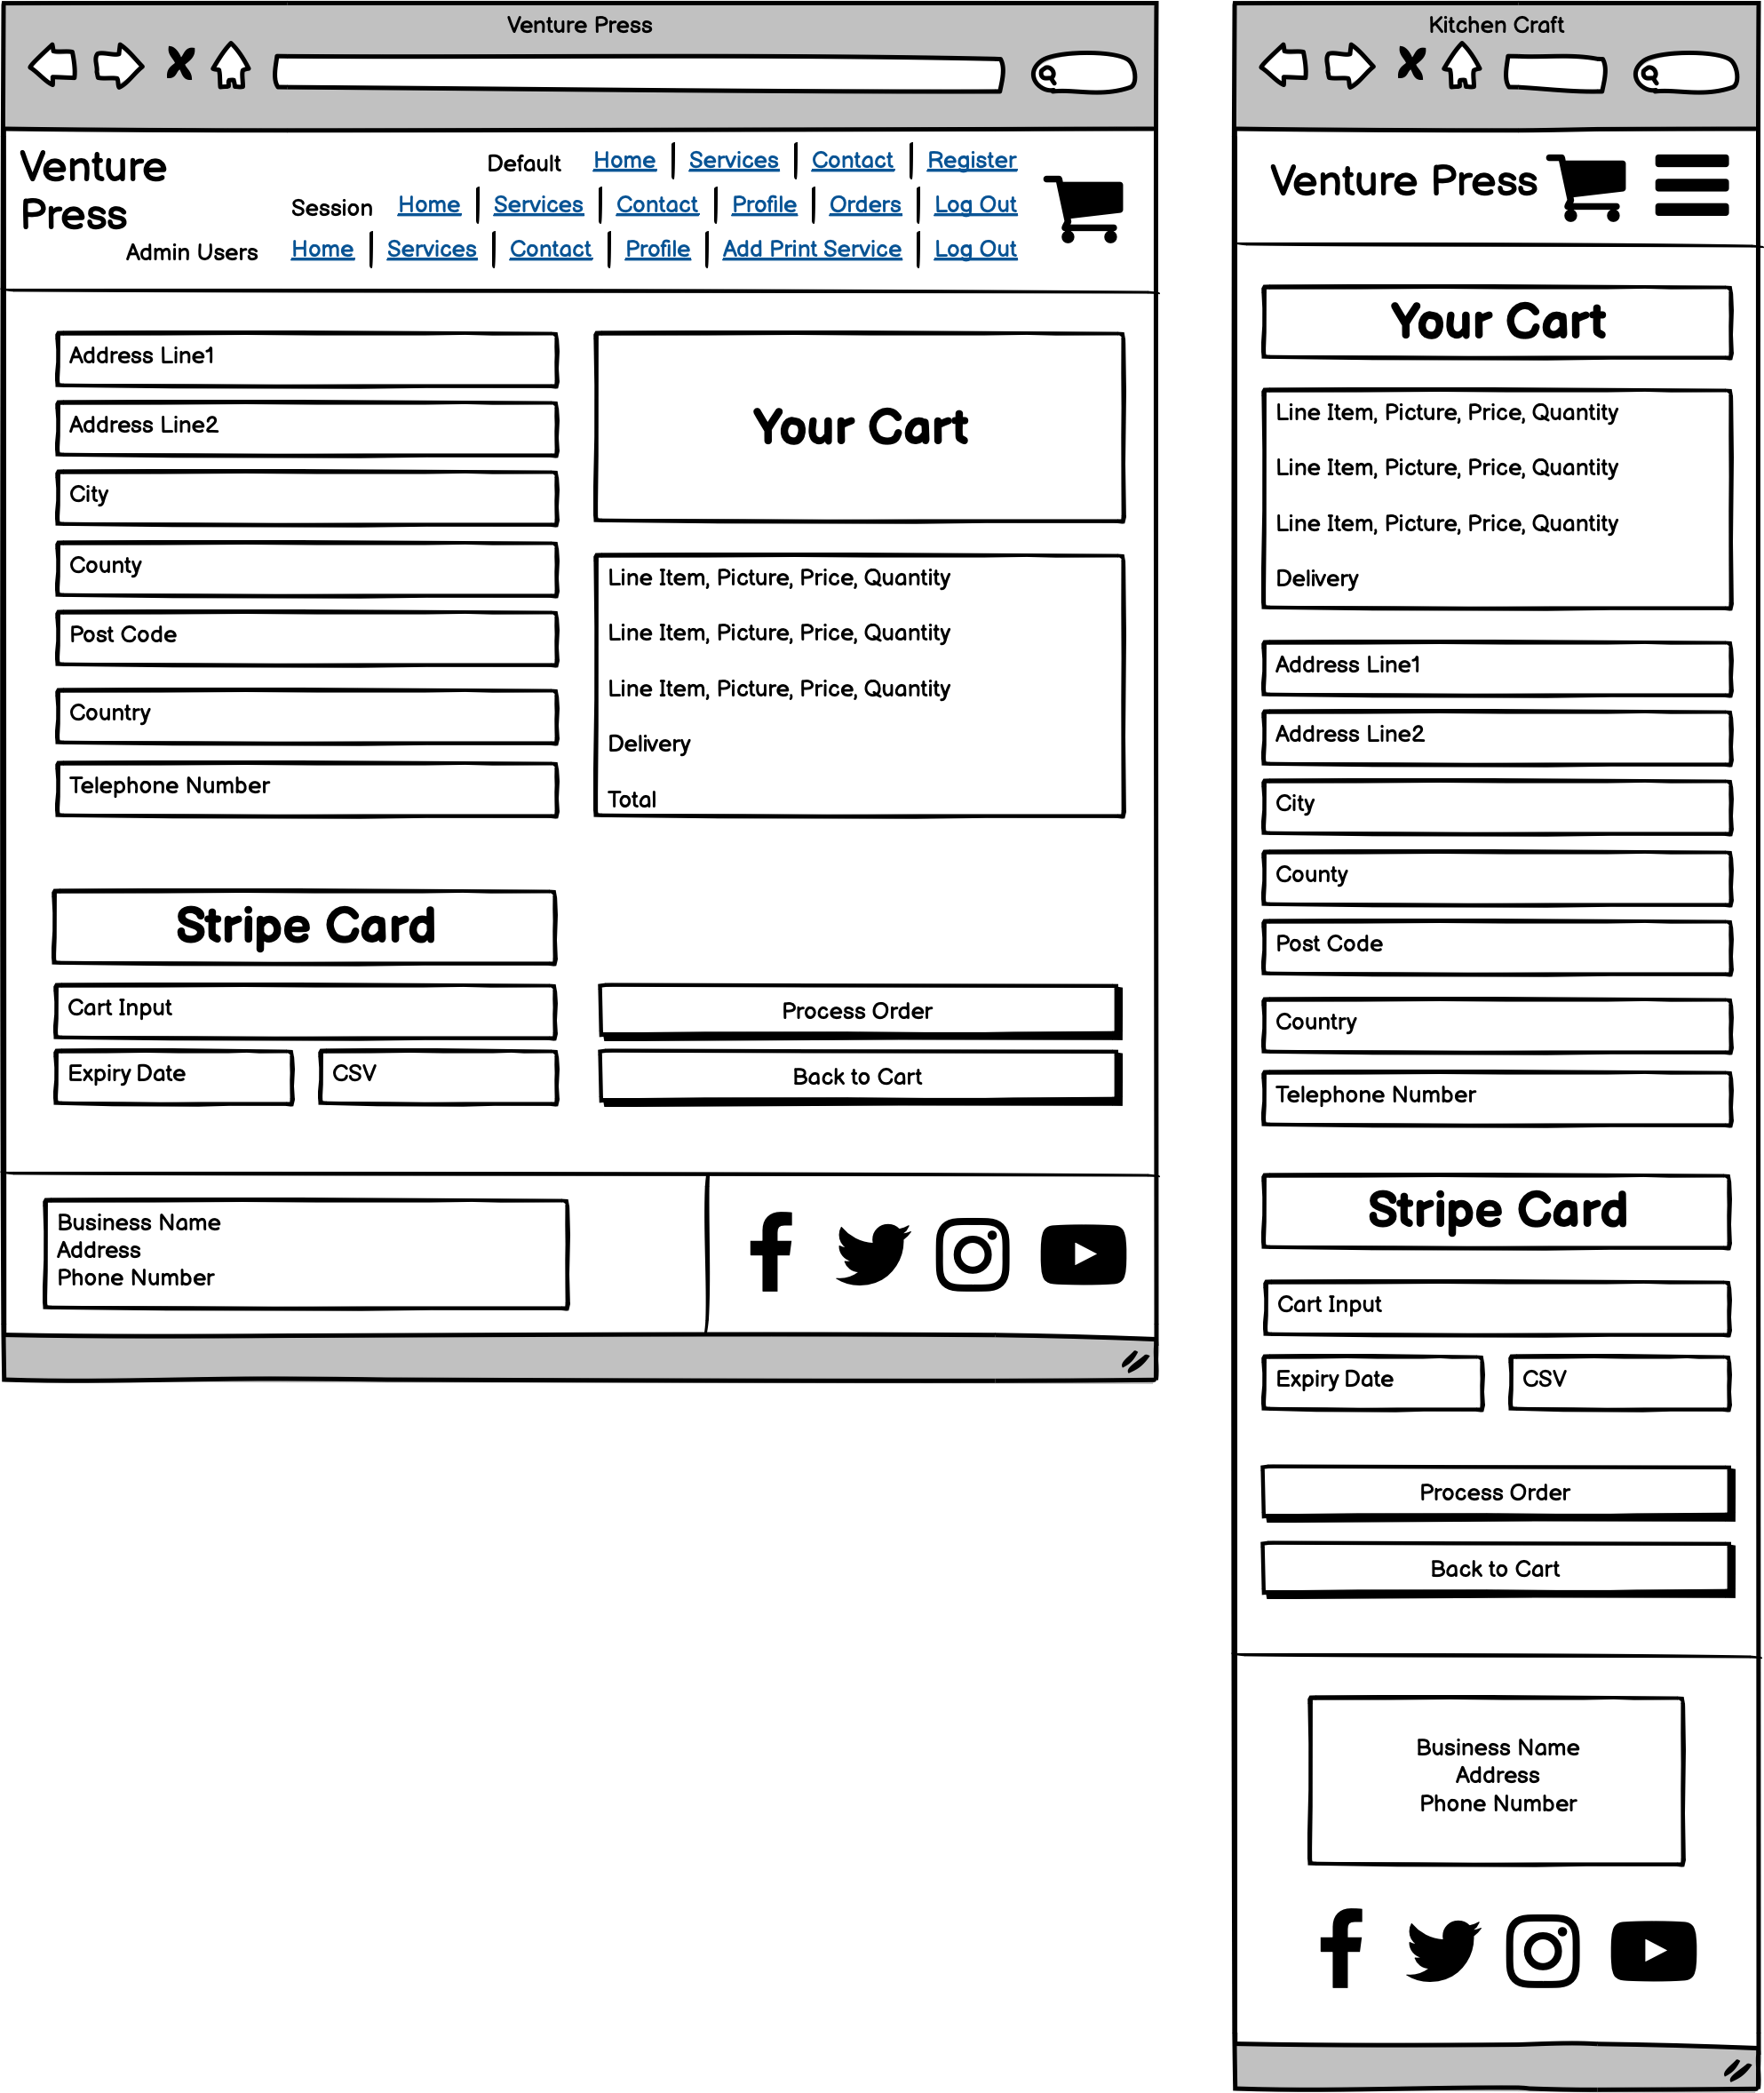 Venture Press
Venture
Press
Default Home Services Contact Register
Session Home Services Contact Profile Orders Log Out
Admin Users Home Services Contact Profile Add Print Service Log Out
Address Line1
Address Line2
City
County
Post Code
Country
Telephone Number
Your Cart
Line Item, Picture, Price, Quantity
Line Item, Picture, Price, Quantity
Line Item, Picture, Price, Quantity
Delivery
Total
Stripe Card
Cart Input
Expiry Date
CSV
Process Order
Back to Cart
Business Name
Address
Phone Number
Kitchen Craft
Venture Press
Your Cart
Line Item, Picture, Price, Quantity
Line Item, Picture, Price, Quantity
Line Item, Picture, Price, Quantity
Delivery
Address Line1
Address Line2
City
County
Post Code
Country
Telephone Number
Stripe Card
Cart Input
Expiry Date
CSV
Process Order
Back to Cart
Business Name
Address
Phone Number